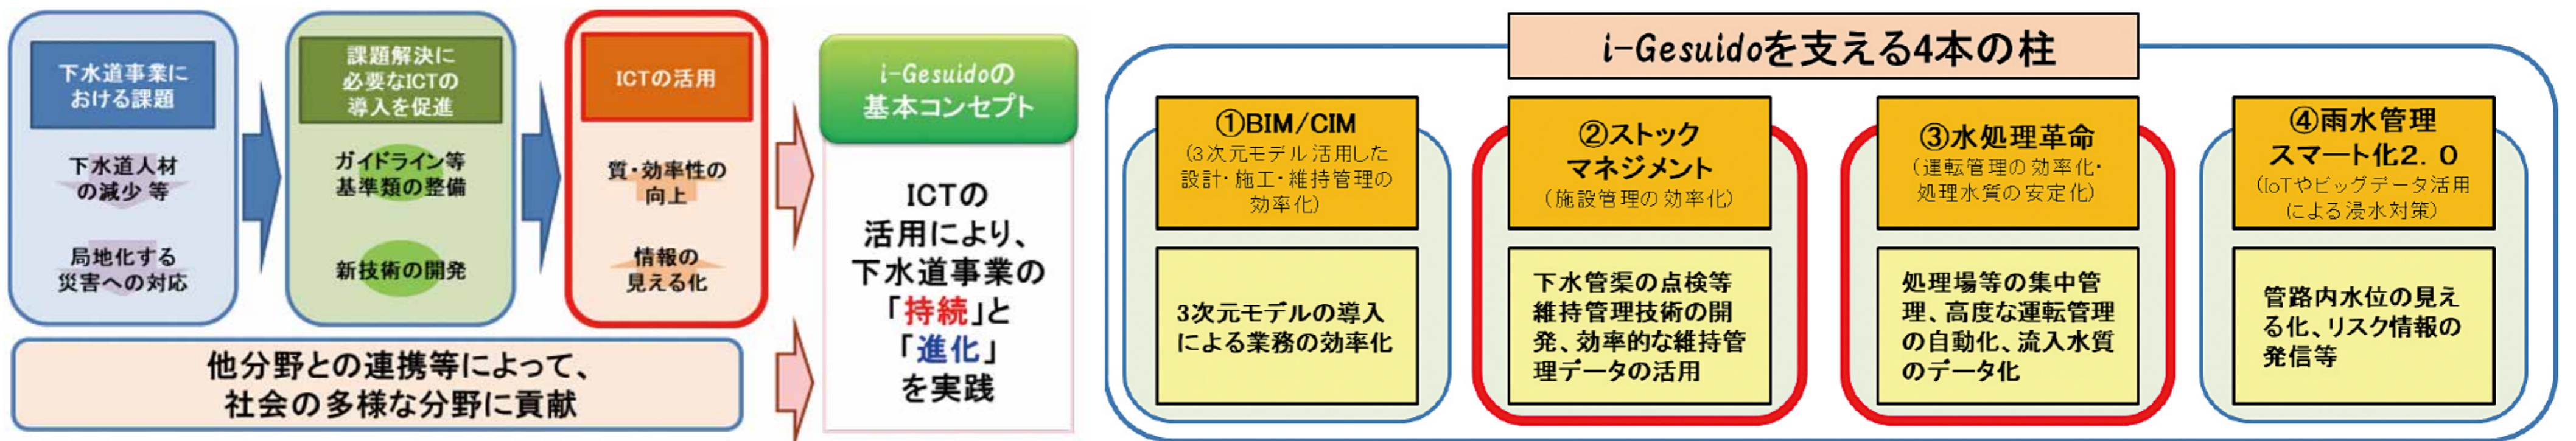 下水道事業に
おける課題
下水道人材
の減少 等
局地化する
災害への対応
課題解決に
必要なICTの
導入を促進
ガイドライン等
基準類の整備
新技術の開発
ICTの活用
質・効率性の
向上
情報の
見える化
他分野との連携等によって、
社会の多様な分野に貢献
i-Gesuidoの
基本コンセプト
ICTの
活用により、
下水道事業の
「持続」と
「進化」
を実践
i-Gesuidoを支える4本の柱
①BIM/CIM
(3次元モデル活用した
設計・施工・維持管理の
効率化)
3次元モデルの導入
による業務の効率化
②ストック
マネジメント
(施設管理の効率化)
下水管渠の点検等
維持管理技術の開
発、効率的な維持管
理データの活用
③水処理革命
(運転管理の効率化・
処理水質の安定化)
処理場等の集中管
理、高度な運転管理
の自動化、流入水質
のデータ化
④雨水管理
スマート化2.0
(IoTやビッグデータ活用
による浸水対策)
管路内水位の見え
る化、リスク情報の
発信等